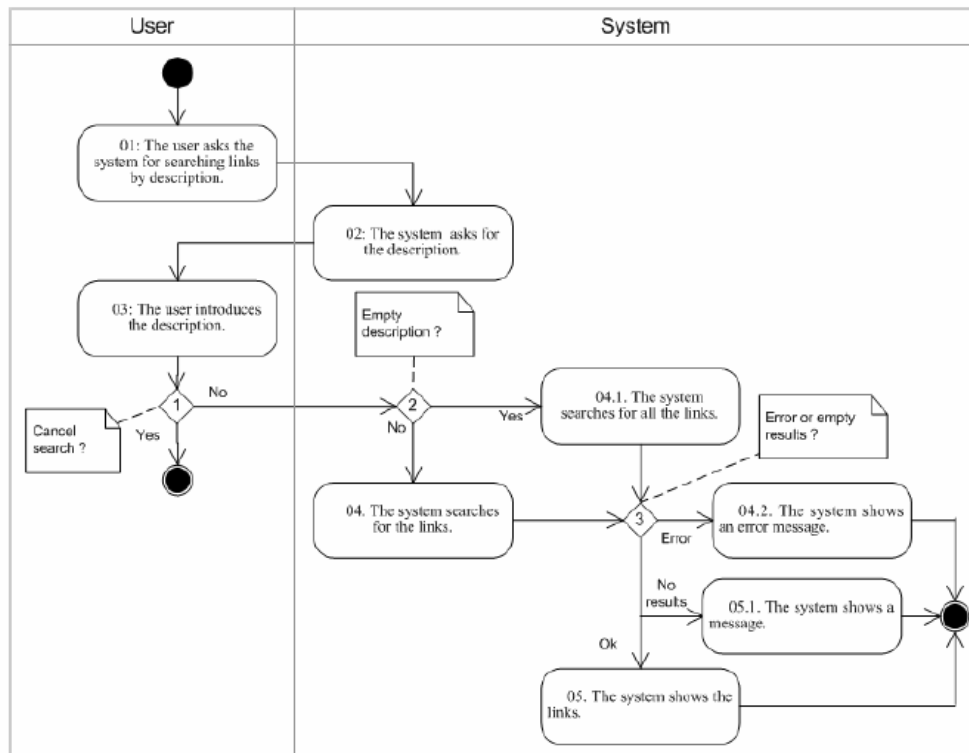 User
System
01: The user asks the
system for searching links
by description.
02: The system asks for
the description.
03: The user introduces
the description.
Empty
description ?
1
No
Cancel
search ?
Yes
2
Yes
No
04.1. The system
searches for all the links.
Error or empty
results ?
04. The system searches
for the links.
3
Error
04.2. The system shows
an error message.
No
results
05.1. The system shows a
message.
Ok
05. The system shows the
links.